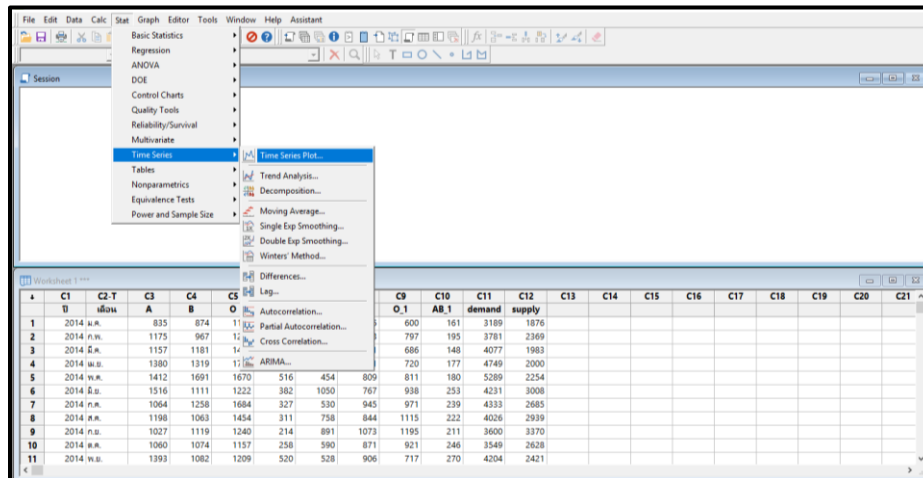 File Edit Data Calc Stat Graph Editor Tools Window Help Assistant
Basic Statistics
Regression
ANOVA
DOE
Control Charts
Quality Tools
Reliability/Survival
Multivariate
Time Series
Tables
Nonparametrics
Equivalence Tests
Power and Sample Size
Session
Time Series Plot...
Trend Analysis...
Decomposition...
Moving Average...
Single Exp Smoothing...
Double Exp Smoothing...
Winters' Method...
Differences...
Lag...
Autocorrelation...
Partial Autocorrelation...
Cross Correlation...
ARIMA...
Worksheet 1 ***
C1 C2-T C3 C4 C5 C9 C10 C11 C12 C13 C14 C15 C16 C17 C18 C19 C20 C21
ปี เดือน A B O O_1 AB_1 demand supply
1 2014 ม.ค. 835 874 600 161 3189 1876
2 2014 ก.พ. 1175 967 797 195 3781 2369
3 2014 มี.ค. 1157 1181 686 148 4077 1983
4 2014 เม.ย. 1380 1319 720 177 4749 2000
5 2014 พ.ค. 1412 1691 1670 516 454 809 811 180 5289 2254
6 2014 มิ.ย. 1516 1111 1222 382 1050 767 938 253 4231 3008
7 2014 ก.ค. 1064 1258 1684 327 530 945 971 239 4333 2685
8 2014 ส.ค. 1198 1063 1454 311 758 844 1115 222 4026 2939
9 2014 ก.ย. 1027 1119 1240 214 891 1073 1195 211 3600 3370
10 2014 ต.ค. 1060 1074 1157 258 590 871 921 246 3549 2628
11 2014 พ.ย. 1393 1082 1209 520 528 906 717 270 4204 2421